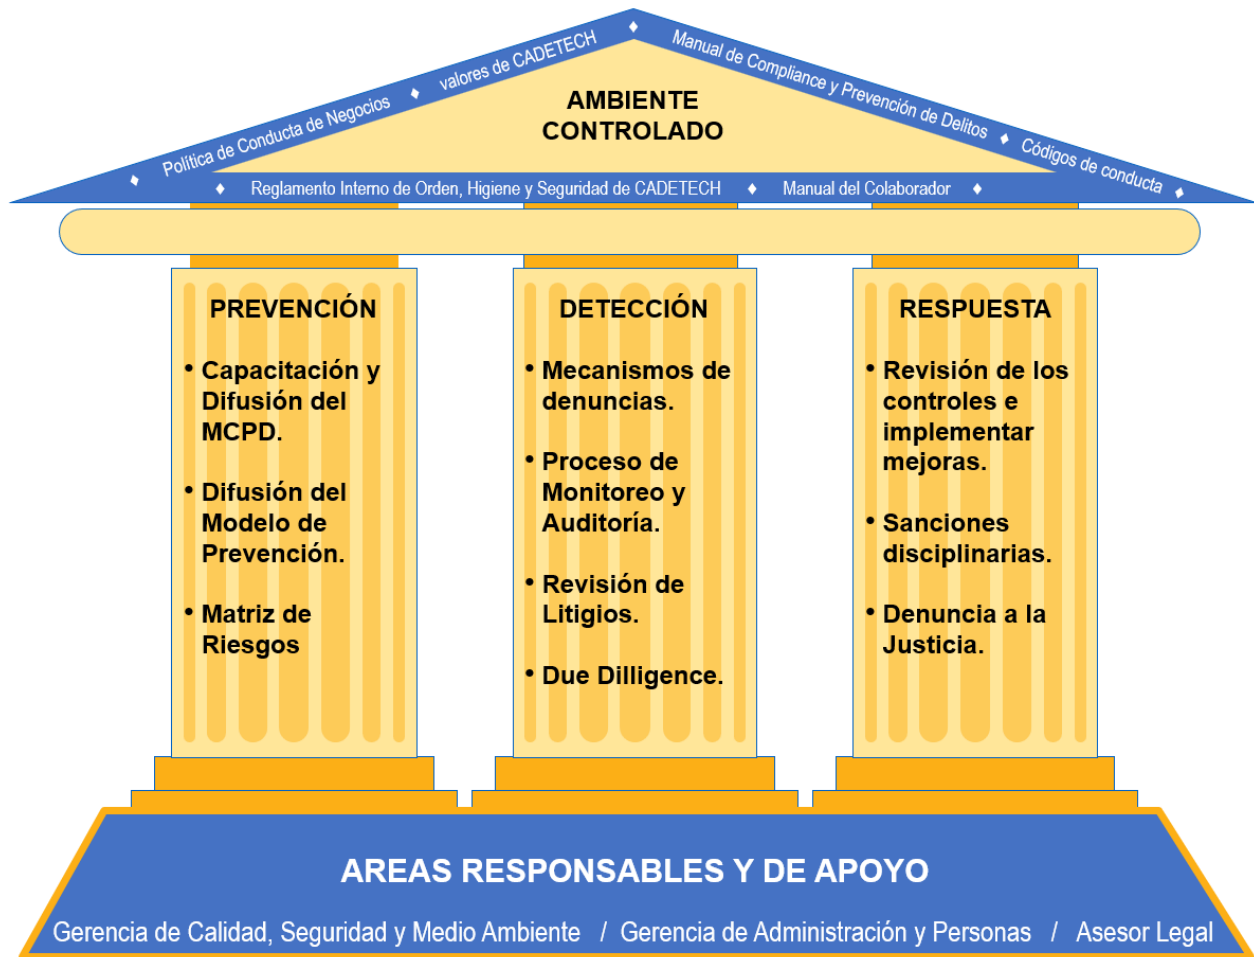 Política de Conducta de Negocios ♦ valores de CADETECH ♦ Manual de Compliance y Prevención de Delitos ♦ Códigos de conducta
AMBIENTE
CONTROLADO
Reglamento Interno de Orden, Higiene y Seguridad de CADETECH ♦ Manual del Colaborador
PREVENCIÓN
• Capacitación y
Difusión del
MCPD.
• Difusión del
Modelo de
Prevención.
• Matriz de
Riesgos
DETECCIÓN
• Mecanismos de
denuncias.
• Proceso de
Monitoreo y
Auditoría.
• Revisión de
Litigios.
• Due Dilligence.
RESPUESTA
• Revisión de los
controles e
implementar
mejoras.
• Sanciones
disciplinarias.
• Denuncia a la
Justicia.
AREAS RESPONSABLES Y DE APOYO
Gerencia de Calidad, Seguridad y Medio Ambiente / Gerencia de Administración y Personas / Asesor Legal